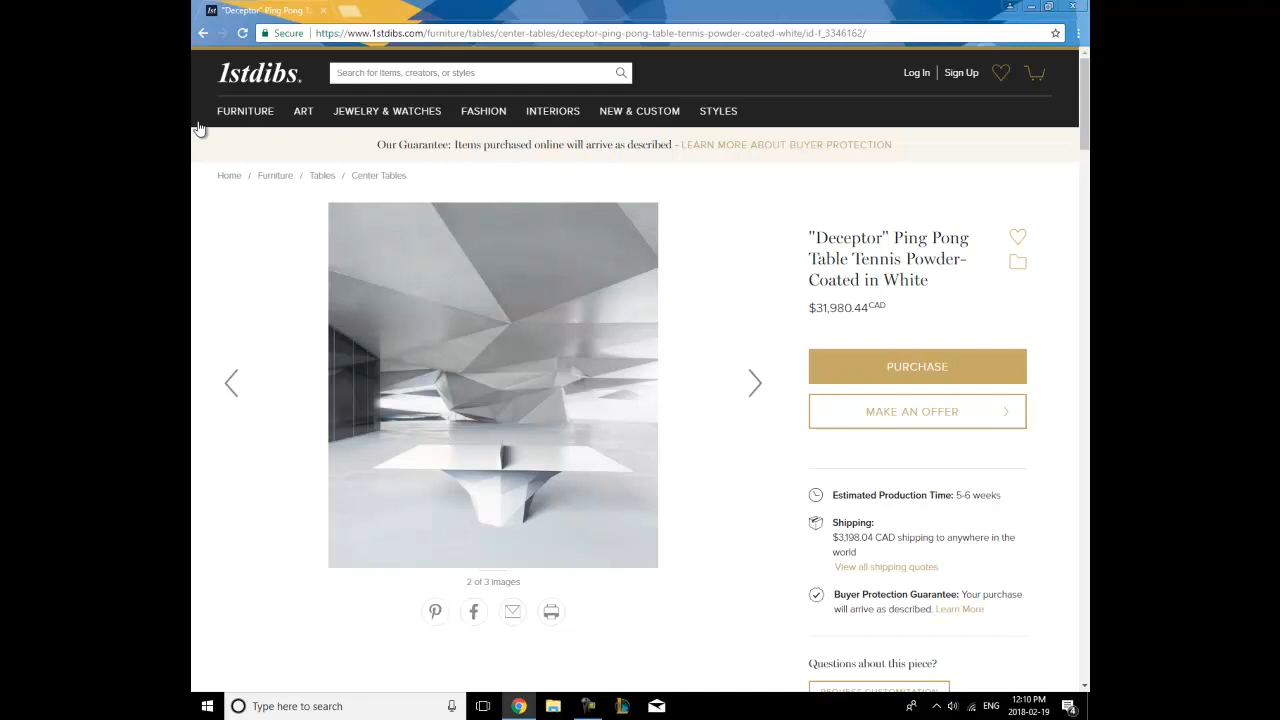 1st "Deceptor" Ping Pong T
Secure https://www.1stdibs.com/furniture/tables/center-tables/deceptor-ping-pong-table-tennis-powder-coated-white/id-f_3346162/
1stdibs.
Search for items, creators, or styles
Log In Sign Up
FURNITURE ART JEWELRY & WATCHES FASHION INTERIORS NEW & CUSTOM STYLES
Our Guarantee: Items purchased online will arrive as described - LEARN MORE ABOUT BUYER PROTECTION
Home / Furniture / Tables / Center Tables
"Deceptor" Ping Pong
Table Tennis Powder-
Coated in White
$31,980.44CAD
PURCHASE
MAKE AN OFFER
Estimated Production Time: 5-6 weeks
Shipping:
$3,198.04 CAD shipping to anywhere in the
world
View all shipping quotes
2 of 3 images
Buyer Protection Guarantee: Your purchase
will arrive as described. Learn More
Questions about this piece?
REQUEST CUSTOMIZATION
Type here to search
ENG
12:10 PM
2018-02-19
4